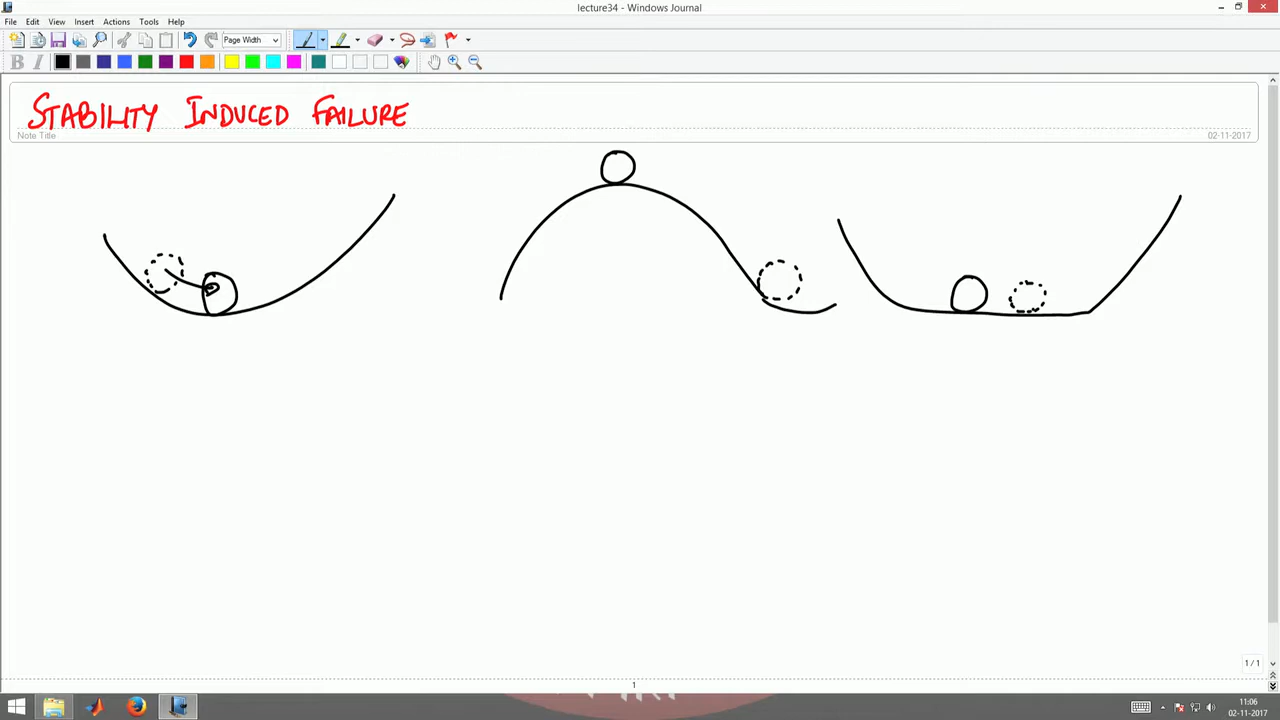 lecture34 - Windows Journal
File Edit View Insert Actions Tools Help
Page Width
B I
STABILITY INDUCED FAILURE
Note Title
02-11-2017
1 / 1
1
11:06
02-11-2017